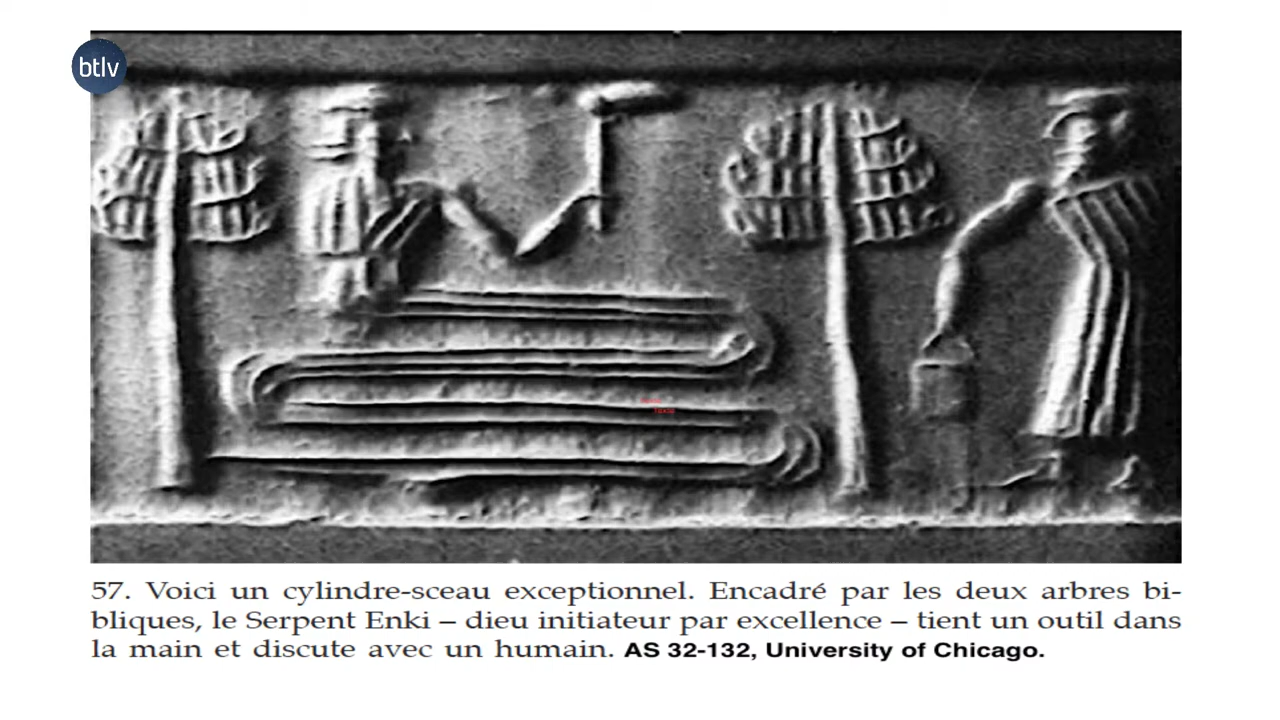 btlv
57. Voici un cylindre-sceau exceptionnel. Encadré par les deux arbres bi-
bliques, le Serpent Enki – dieu initiateur par excellence – tient un outil dans
la main et discute avec un humain. AS 32-132, University of Chicago.